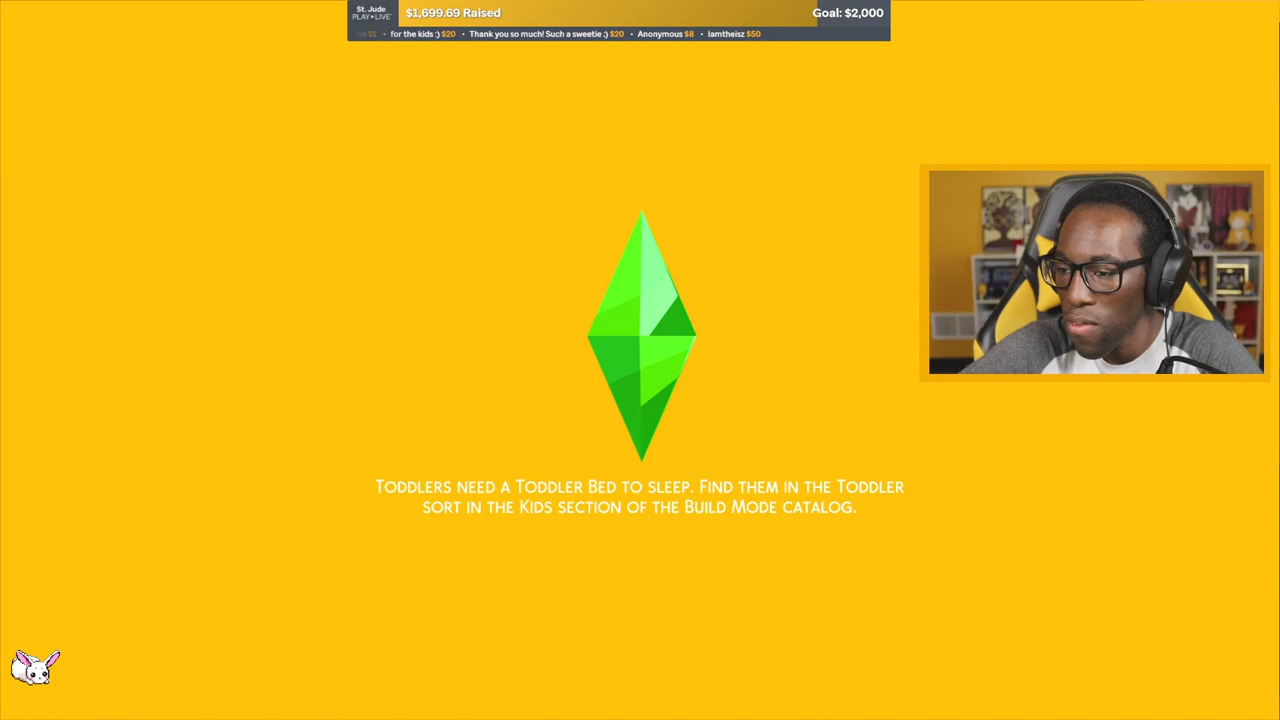 St. Jude
PLAY LIVE
$1,699.69 Raised
Goal: $2,000
$1 • for the kids :) $20 • Thank you so much! Such a sweetie ;) $20 • Anonymous $8 • Iamtheisz $50
TODDLERS NEED A TODDLER BED TO SLEEP. FIND THEM IN THE TODDLER
SORT IN THE KIDS SECTION OF THE BUILD MODE CATALOG.